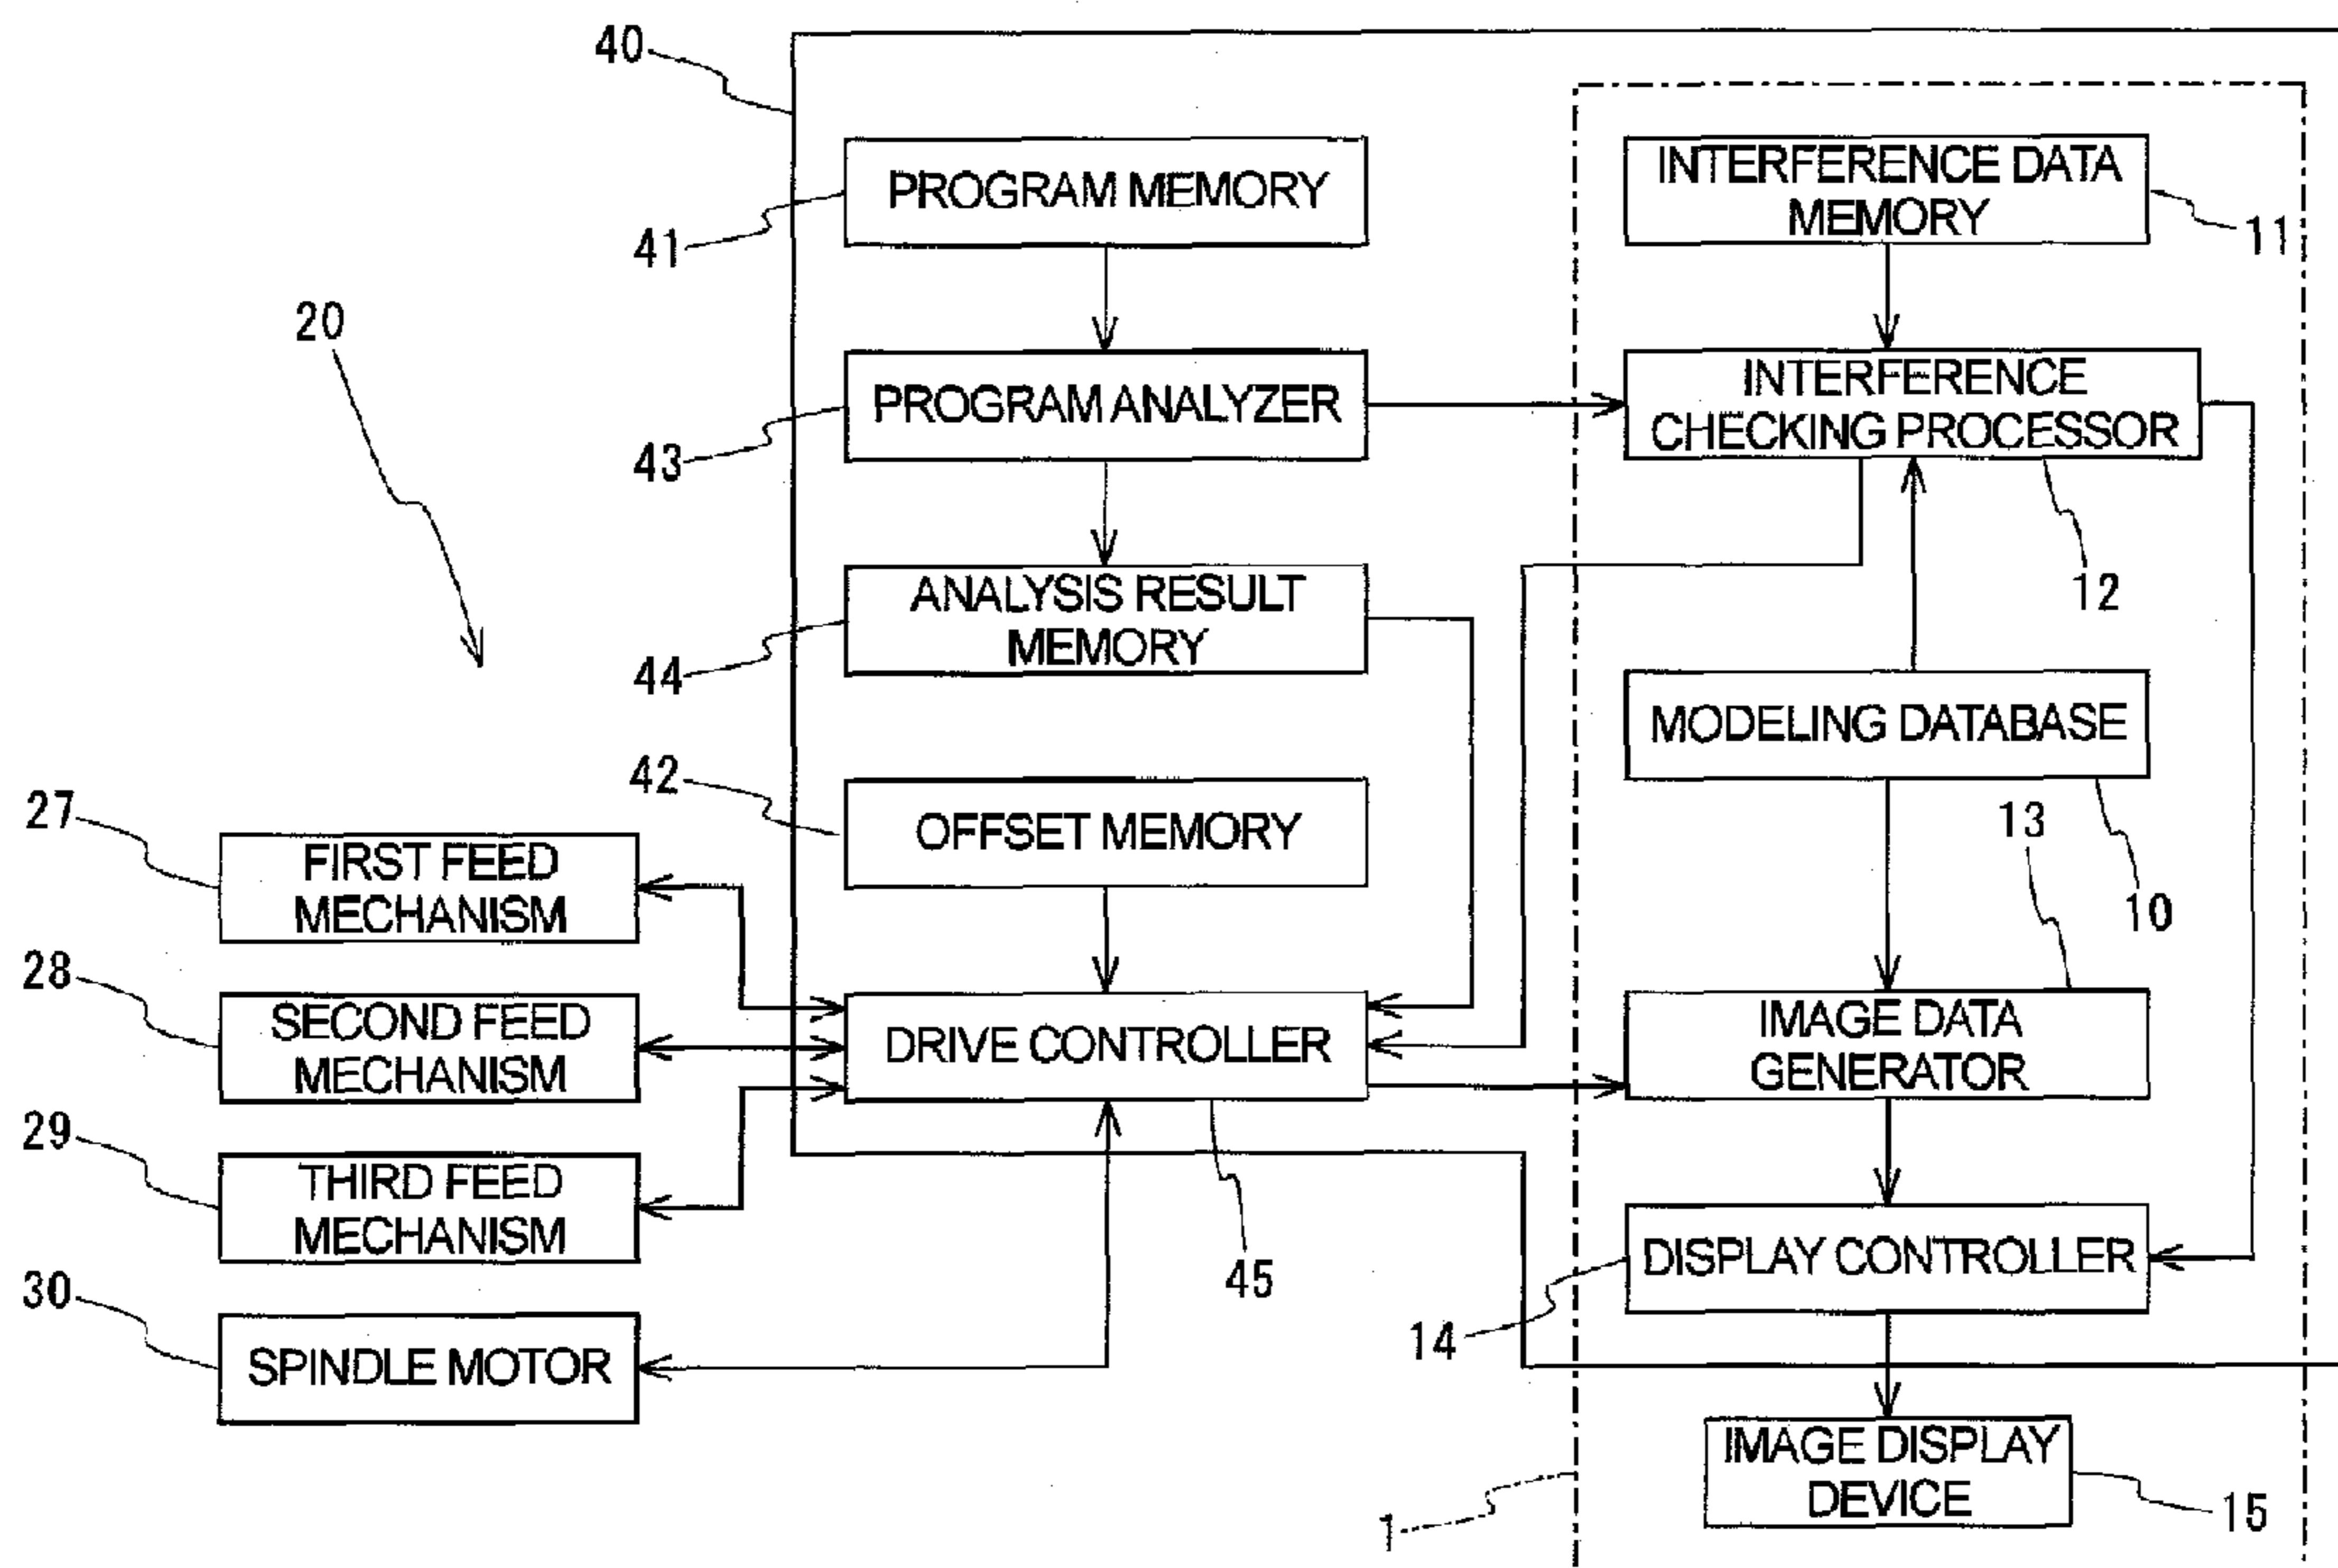 40
PROGRAM MEMORY
41
INTERFERENCE DATA
MEMORY
11
20
PROGRAM ANALYZER
43
INTERFERENCE
CHECKING PROCESSOR
12
ANALYSIS RESULT
MEMORY
44
MODELING DATABASE
10
42
OFFSET MEMORY
13
27
FIRST FEED
MECHANISM
28
SECOND FEED
MECHANISM
DRIVE CONTROLLER
45
IMAGE DATA
GENERATOR
29
THIRD FEED
MECHANISM
DISPLAY CONTROLLER
14
30
SPINDLE MOTOR
IMAGE DISPLAY
DEVICE
15
1